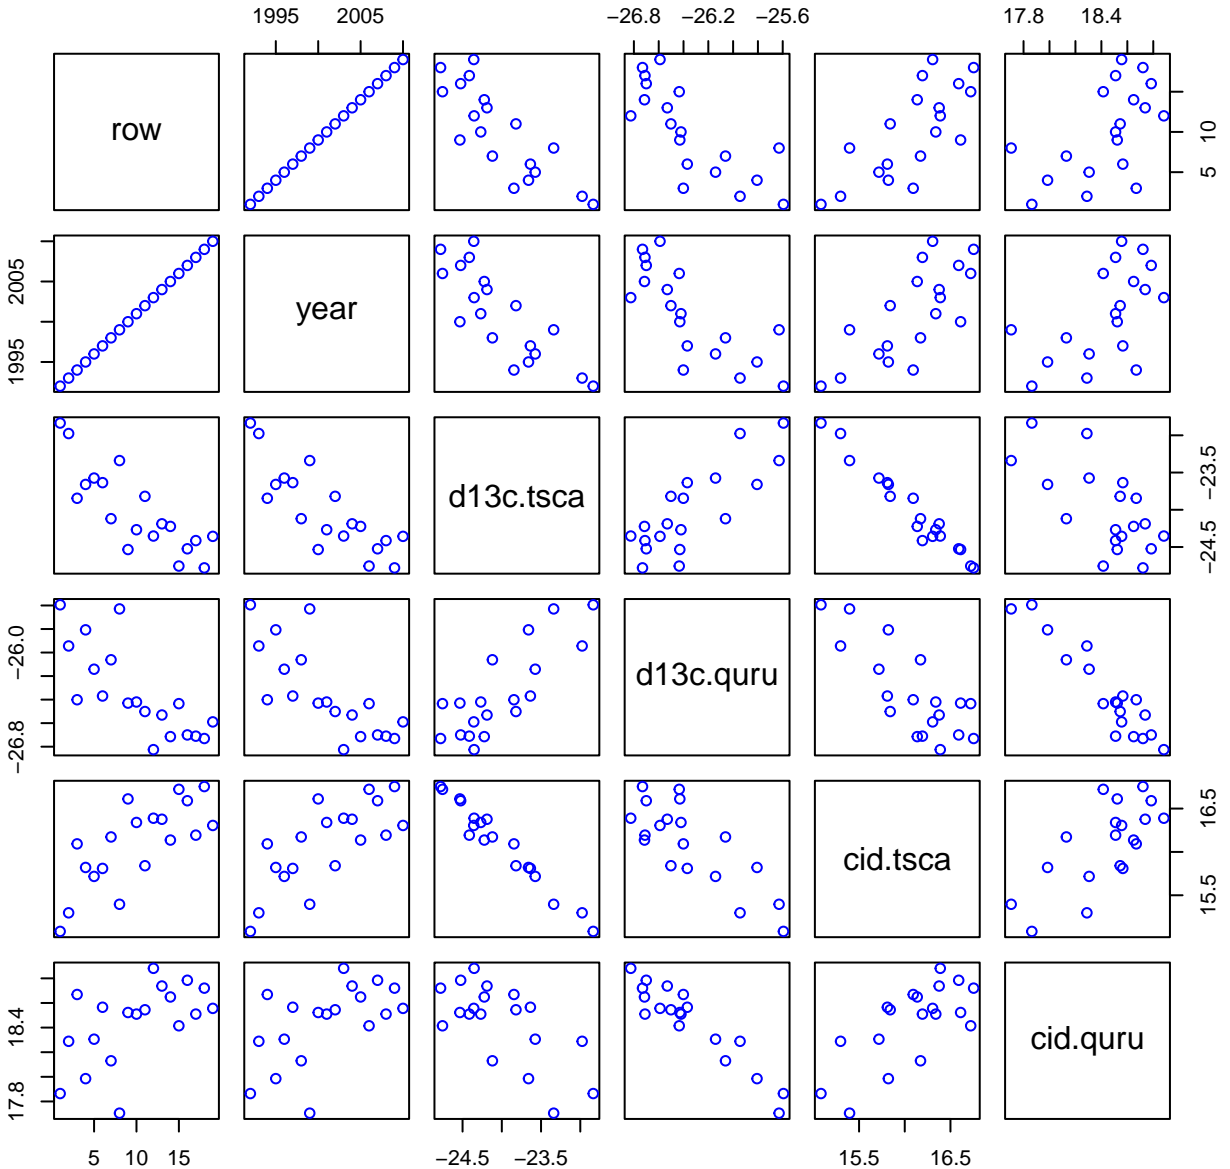 1995 2005 -26.8 -26.2 -25.6 17.8 18.4
row 5 10
1995 2005 year
d13c.tsca -24.5 -23.5
-26.8 -26.0 d13c.quru
cid.tsca 15.5 16.5
17.8 18.4 cid.quru
5 10 15 -24.5 -23.5 15.5 16.5